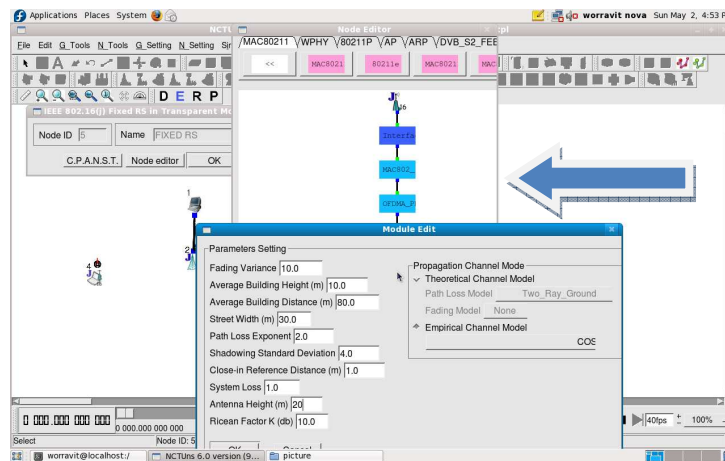 Applications Places System worravit nova Sun May 2, 4:53 P
NCTU Node Editor tpl
File Edit G_Tools N_Tools G_Setting N_Setting
MAC80211 WPHY 80211P AP ARP DVB_S2_FEE
<< MAC8021 80211e MAC8021 MAC
D E R P
IEEE 802.16(j) Fixed RS in Transparent Mo
Node ID 5 Name FIXED RS
C.P.A.N.S.T. Node editor OK
Interfa
MAC802_
OFDMA_P
1
2
4
Module Edit
Parameters Setting
Fading Variance 10.0
Average Building Height (m) 10.0
Average Building Distance (m) 80.0
Street Width (m) 30.0
Path Loss Exponent 2.0
Shadowing Standard Deviation 4.0
Close-in Reference Distance (m) 1.0
System Loss 1.0
Antenna Height (m) 20
Ricean Factor K (db) 10.0
OK Cancel
Propagation Channel Mode
Theoretical Channel Model
Path Loss Model Two_Ray_Ground
Fading Model None
Empirical Channel Model
COS
0 000.000 000 000 0 000.000 000 000 40fps 100%
Select Node ID: 5
worravit@localhost:/ NCTUns 6.0 version (9... picture